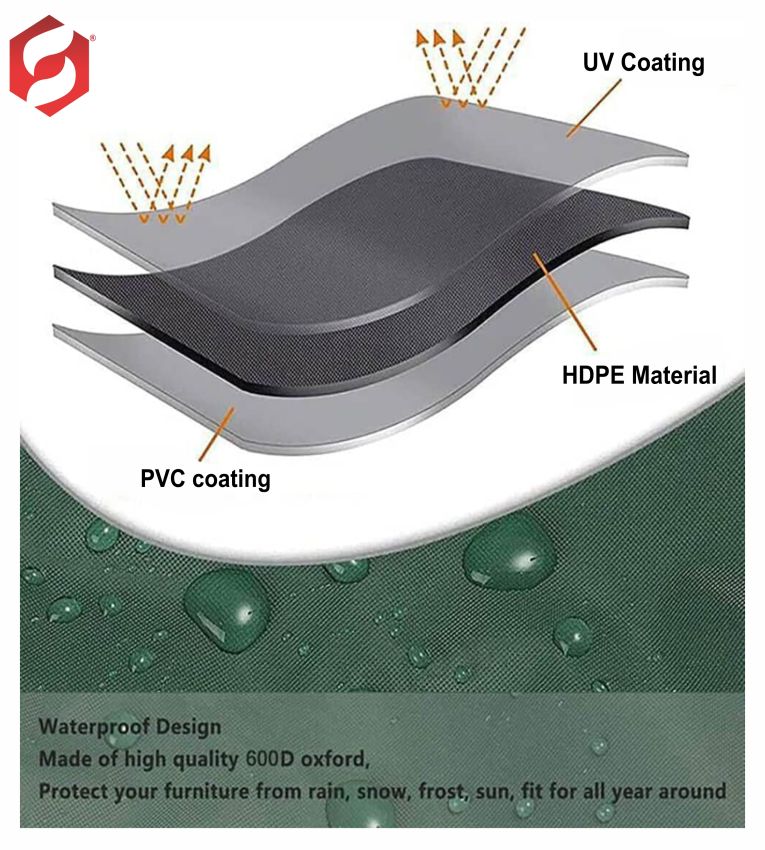 UV Coating
HDPE Material
PVC coating
Waterproof Design
Made of high quality 600D oxford,
Protect your furniture from rain, snow, frost, sun, fit for all year around